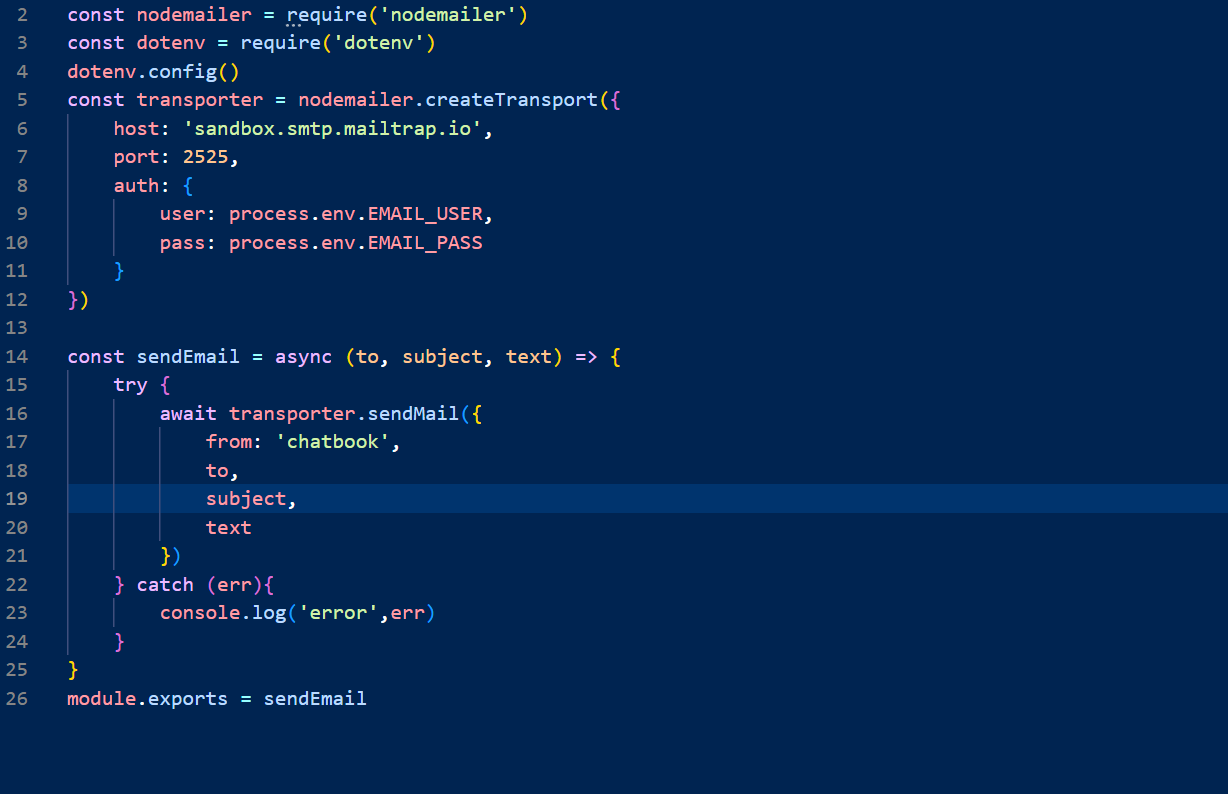 2 const nodemailer = require('nodemailer')
3 const dotenv = require('dotenv')
4 dotenv.config()
5 const transporter = nodemailer.createTransport({
6     host: 'sandbox.smtp.mailtrap.io',
7     port: 2525,
8     auth: {
9         user: process.env.EMAIL_USER,
10         pass: process.env.EMAIL_PASS
11     }
12 })
13
14 const sendEmail = async (to, subject, text) => {
15     try {
16         await transporter.sendMail({
17             from: 'chatbook',
18             to,
19             subject,
20             text
21         })
22     } catch (err){
23         console.log('error',err)
24     }
25 }
26 module.exports = sendEmail